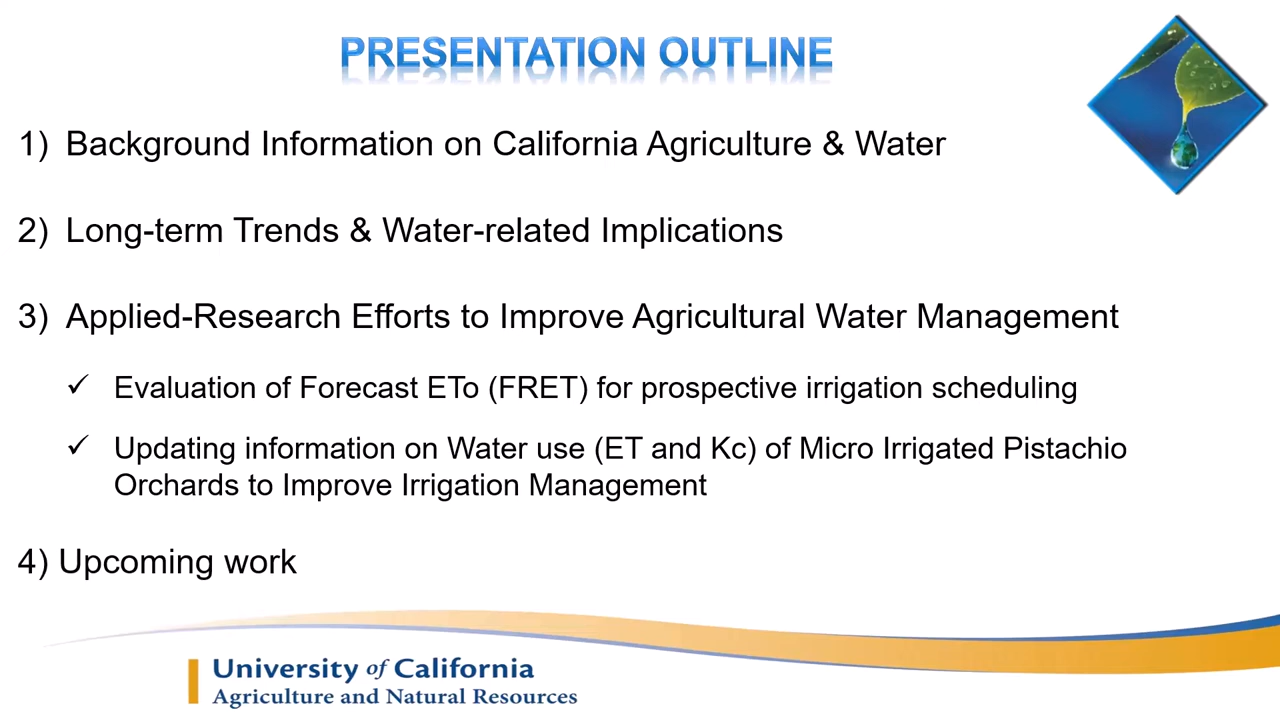 PRESENTATION OUTLINE
1) Background Information on California Agriculture & Water
2) Long-term Trends & Water-related Implications
3) Applied-Research Efforts to Improve Agricultural Water Management
✓ Evaluation of Forecast ETo (FRET) for prospective irrigation scheduling
✓ Updating information on Water use (ET and Kc) of Micro Irrigated Pistachio
Orchards to Improve Irrigation Management
4) Upcoming work
University of California
Agriculture and Natural Resources